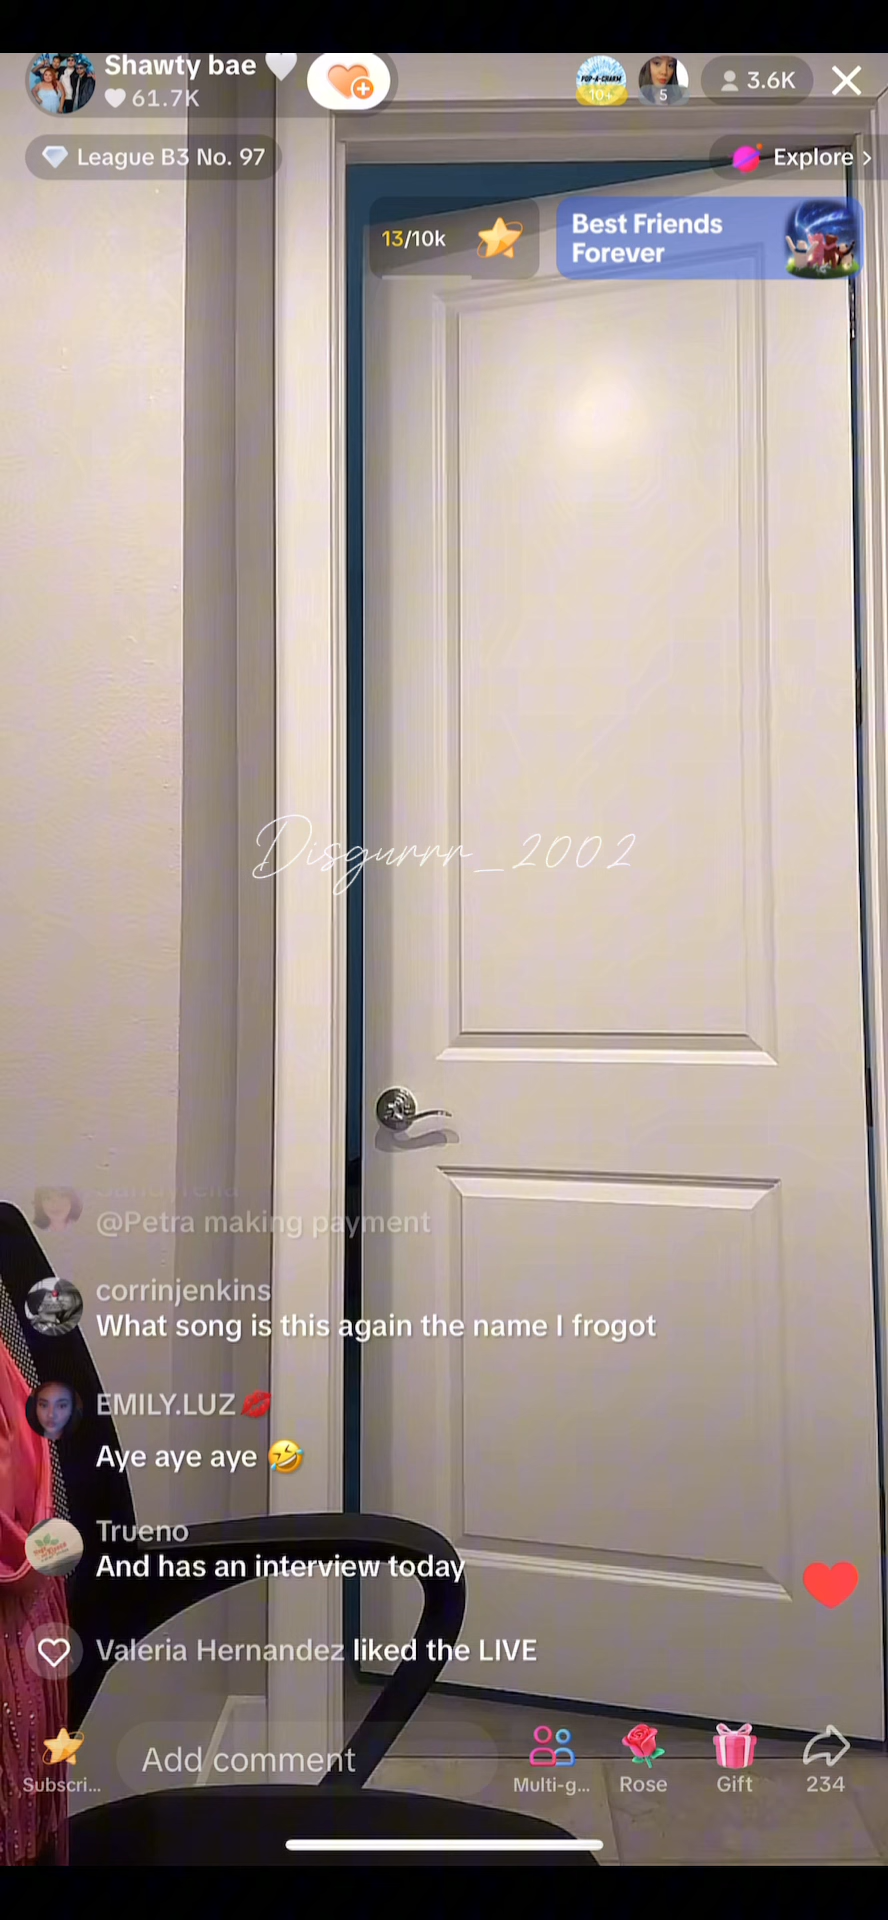 Shawty bae 🤍
61.7K
10+
5
3.6K
League B3 No. 97
Explore >
13/10k
Best Friends
Forever
Disgurrr_2002
@Petra making payment
corrinjenkins
What song is this again the name I frogot
EMILY.LUZ💋
Aye aye aye 🤣
Trueno
And has an interview today
Valeria Hernandez liked the LIVE
Subscri...
Add comment
Multi-g...
Rose
Gift
234